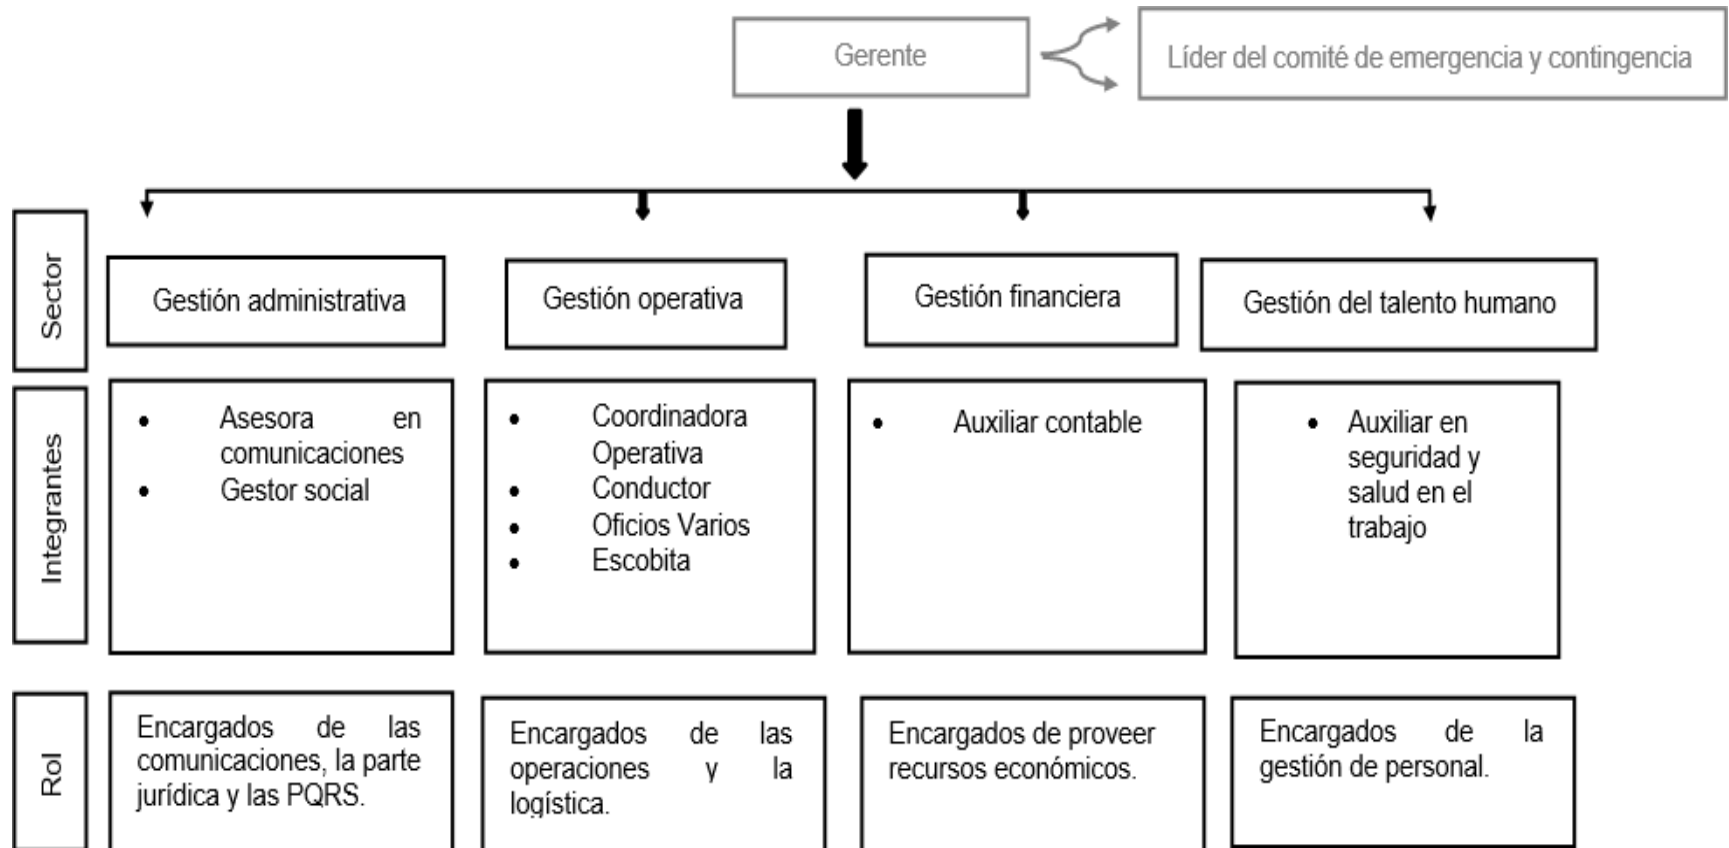 Gerente
Líder del comité de emergencia y contingencia
Sector
Gestión administrativa
Gestión operativa
Gestión financiera
Gestión del talento humano
Integrantes
• Asesora en
comunicaciones
• Gestor social
• Coordinadora
Operativa
• Conductor
• Oficios Varios
• Escobita
• Auxiliar contable
• Auxiliar en
seguridad y
salud en el
trabajo
Rol
Encargados de las
comunicaciones, la parte
jurídica y las PQRS.
Encargados de las
operaciones y la
logística.
Encargados de proveer
recursos económicos.
Encargados de la
gestión de personal.